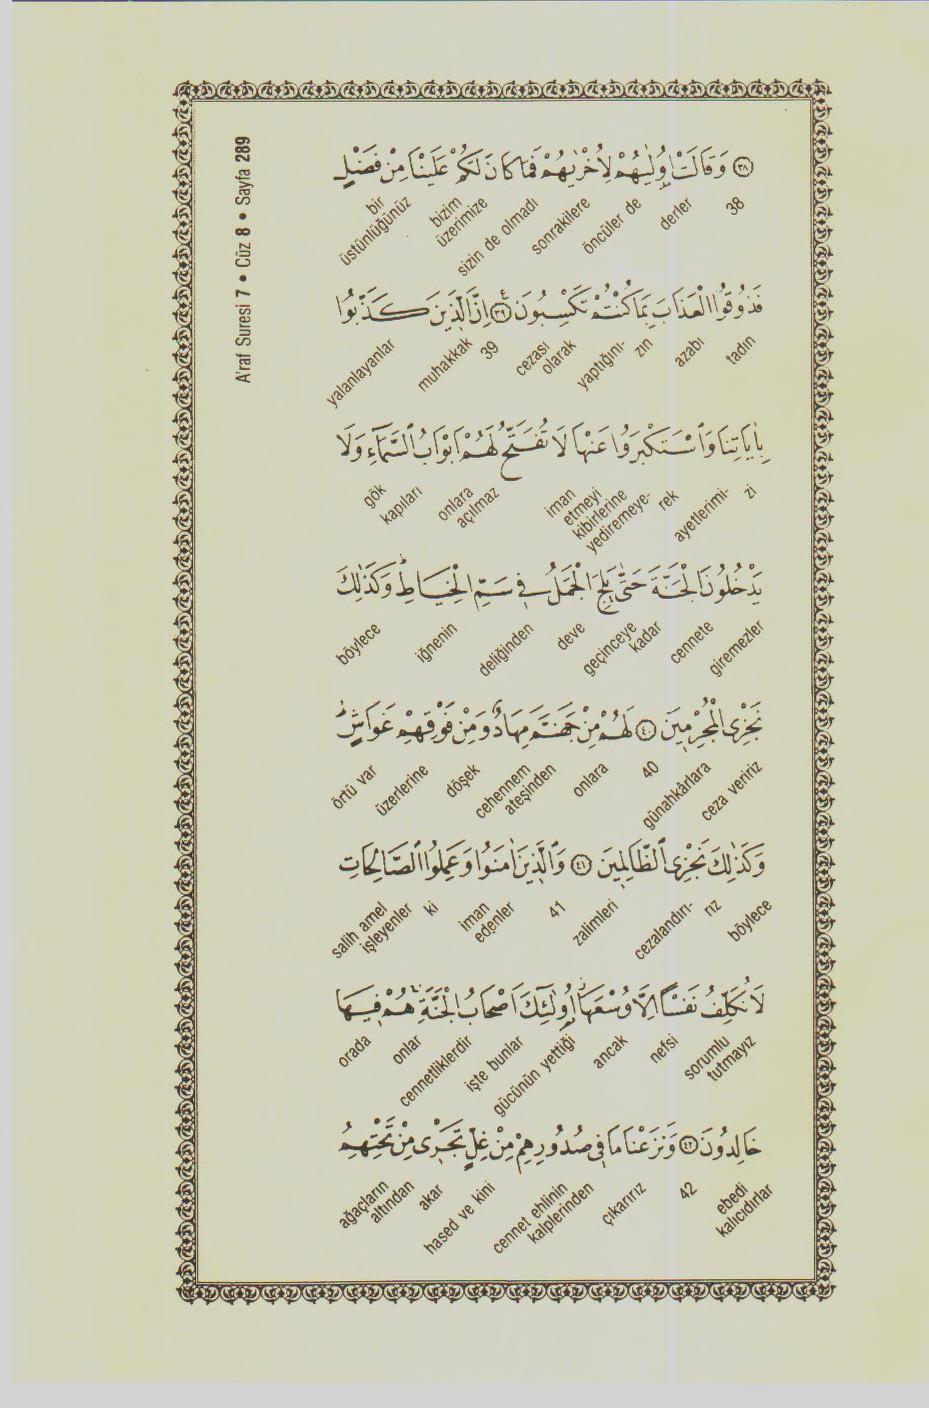 A'raf Suresi 7 • Cüz 8 • Sayfa 289
﴿٣٨﴾ وَقَالَتْ اُو۫لٰيهُمْ لِاُخْرٰيهُمْ فَمَا كَانَ لَكُمْ عَلَيْنَا مِنْ فَضْلٍ
38 derler öncüler de sonrakilere sizin de olmadı bizim üzerimize bir üstünlüğünüz
فَذُوقُوا الْعَذَابَ بِمَا كُنْتُمْ تَكْسِبُونَ ﴿٣٩﴾ اِنَّ الَّذ۪ينَ كَذَّبُوا
tadın azabı yaptığını- zın cezası olarak 39 muhakkak yalanlayanlar
بِاٰيَاتِنَا وَاسْتَكْبَرُوا عَنْهَا لَا تُفَتَّحُ لَهُمْ اَبْوَابُ السَّمَٓاءِ وَلَا
ayetlerimi- zi iman etmeyi kibirlerine yediremeye- rek onlara açılmaz gök kapıları
يَدْخُلُونَ الْجَنَّةَ حَتّٰى يَلِجَ الْجَمَلُ ف۪ي سَمِّ الْخِيَاطِۜ وَكَذٰلِكَ
giremezler cennete geçinceye kadar deve deliğinden iğnenin böylece
نَجْزِي الْمُجْرِم۪ينَ ﴿٤٠﴾ لَهُمْ مِنْ جَهَنَّمَ مِهَادٌ وَمِنْ فَوْقِهِمْ غَوَاشٍۜ
ceza veririz günahkârlara 40 onlara cehennem ateşinden döşek üzerlerine örtü var
وَكَذٰلِكَ نَجْزِي الظَّالِم۪ينَ ﴿٤١﴾ وَالَّذ۪ينَ اٰمَنُوا وَعَمِلُوا الصَّالِحَاتِ
böylece cezalandırı- rız zalimleri 41 iman edenler ki salih amel işleyenler
لَا نُكَلِّفُ نَفْسًا اِلَّا وُسْعَهَاۘ اُو۬لٰٓئِكَ اَصْحَابُ الْجَنَّةِۚ هُمْ ف۪يهَا
sorumlu tutmayız nefsi ancak gücünün yettiği işte bunlar cennetliklerdir onlar orada
خَالِدُونَ ﴿٤٢﴾ وَنَزَعْنَا مَا ف۪ي صُدُورِهِمْ مِنْ غِلٍّ تَجْر۪ي مِنْ تَحْتِهِمُ
ebedi kalıcıdırlar 42 çıkarırız cennet ehlinin kalplerinden hased ve kini akar ağaçların altından